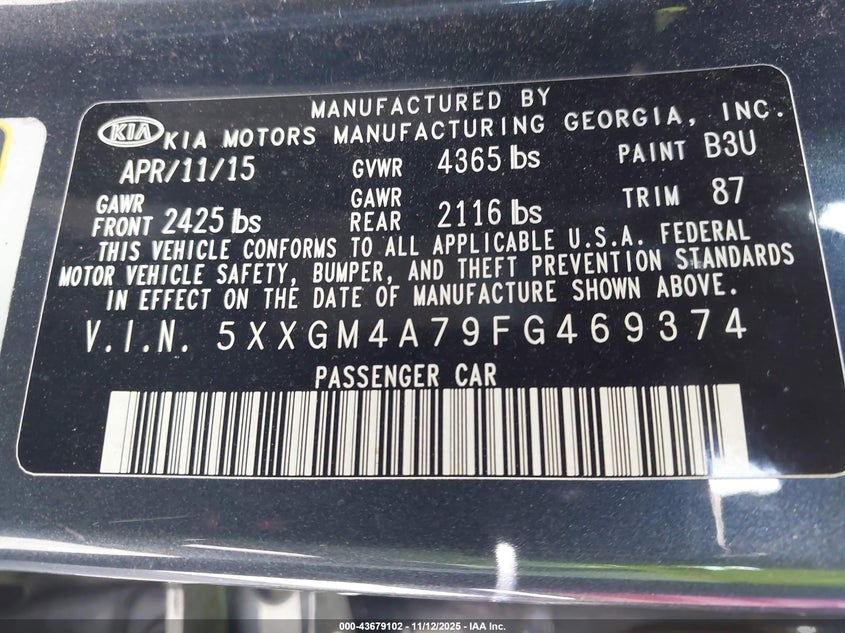 MANUFACTURED BY
KIA KIA MOTORS MANUFACTURING GEORGIA, INC.
APR/11/15 GVWR 4365 lbs PAINT B3U
GAWR FRONT 2425 lbs GAWR REAR 2116 lbs TRIM 87
THIS VEHICLE CONFORMS TO ALL APPLICABLE U.S.A. FEDERAL
MOTOR VEHICLE SAFETY, BUMPER, AND THEFT PREVENTION STANDARDS
IN EFFECT ON THE DATE OF MANUFACTURE SHOWN ABOVE.
V.I.N. 5XXGM4A79FG469374
PASSENGER CAR
000-43679102 - 11/12/2025 - IAA Inc.